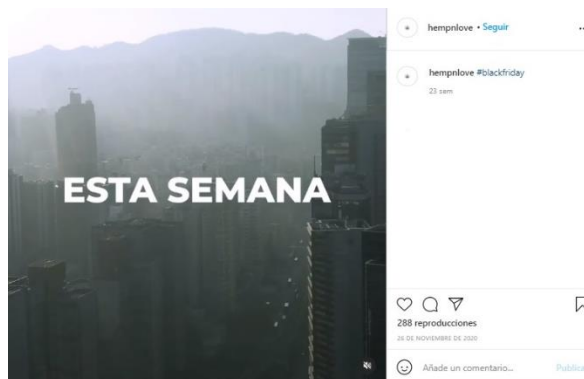 ESTA SEMANA
hempnlove • Seguir
hempnlove #blackfriday
23 sem
288 reproducciones
26 DE NOVIEMBRE DE 2020
Añade un comentario...
Publicar